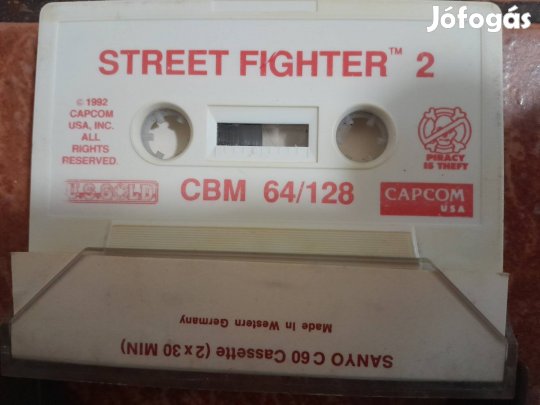 Jófogás
STREET FIGHTER™ 2
© 1992
CAPCOM
USA, INC.
ALL
RIGHTS
RESERVED.
PIRACY
IS THEFT
U.S. GOLD
CBM 64/128
CAPCOM
USA
Made In Western Germany
SANYO C 60 Cassette (2 x 30 MIN)